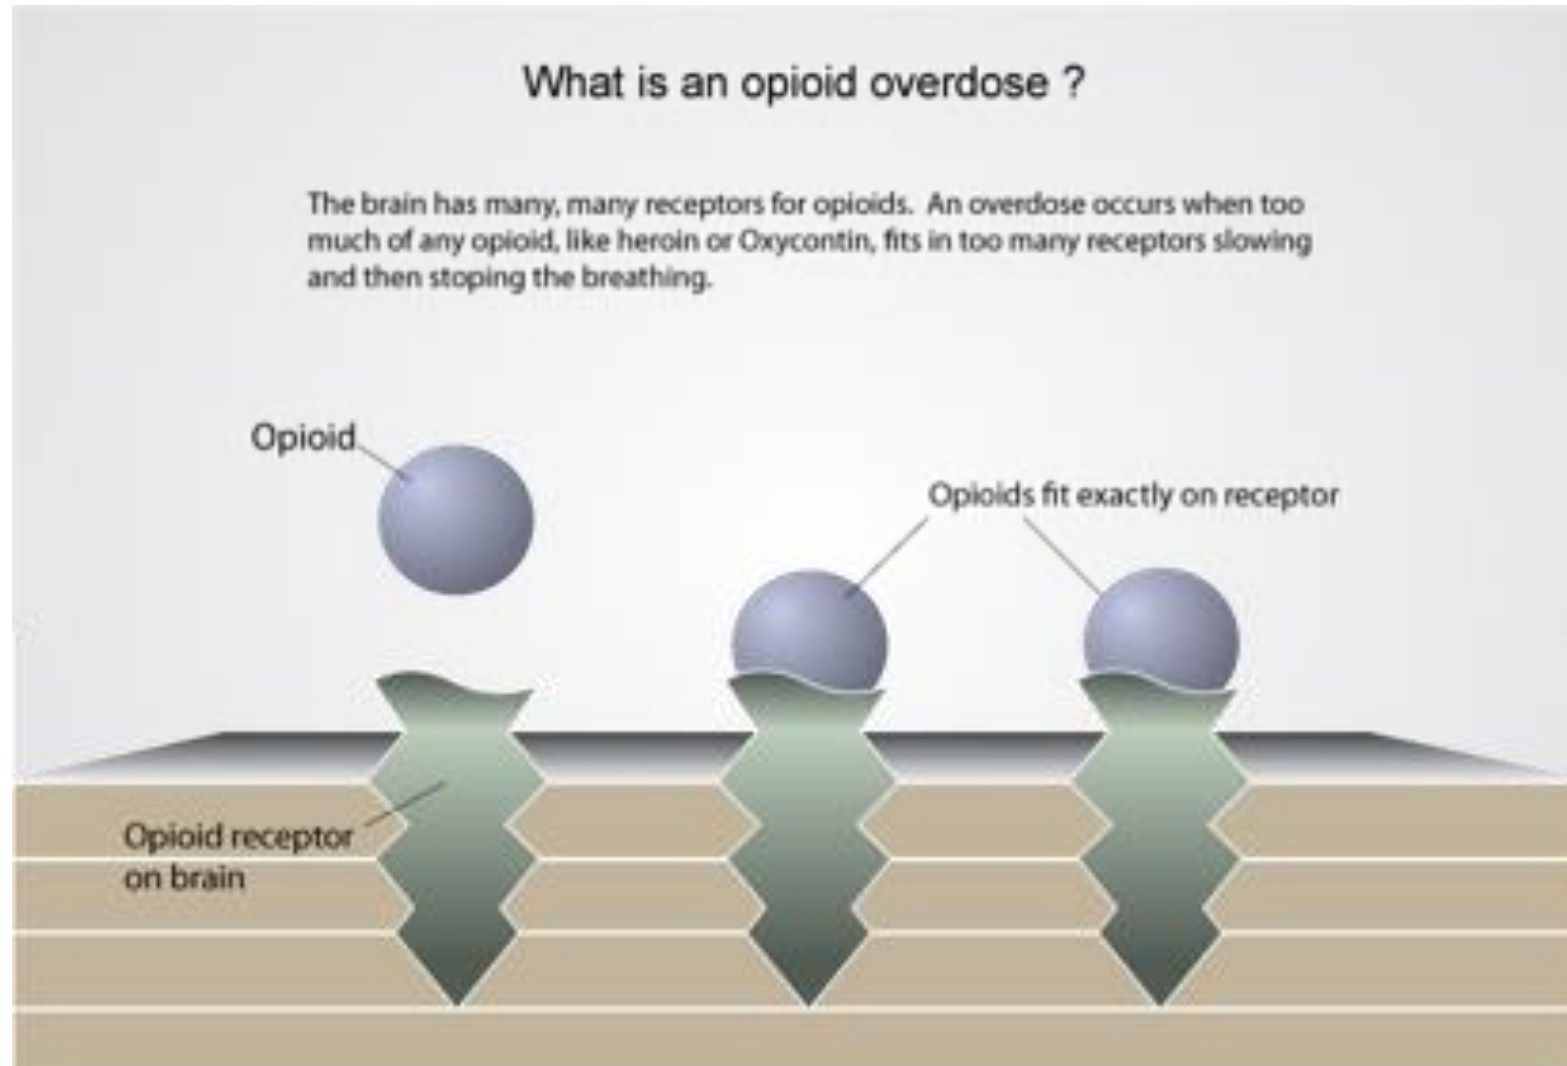 What is an opioid overdose ?
The brain has many, many receptors for opioids. An overdose occurs when too
much of any opioid, like heroin or Oxycontin, fits in too many receptors slowing
and then stoping the breathing.
Opioid
Opioids fit exactly on receptor
Opioid receptor
on brain